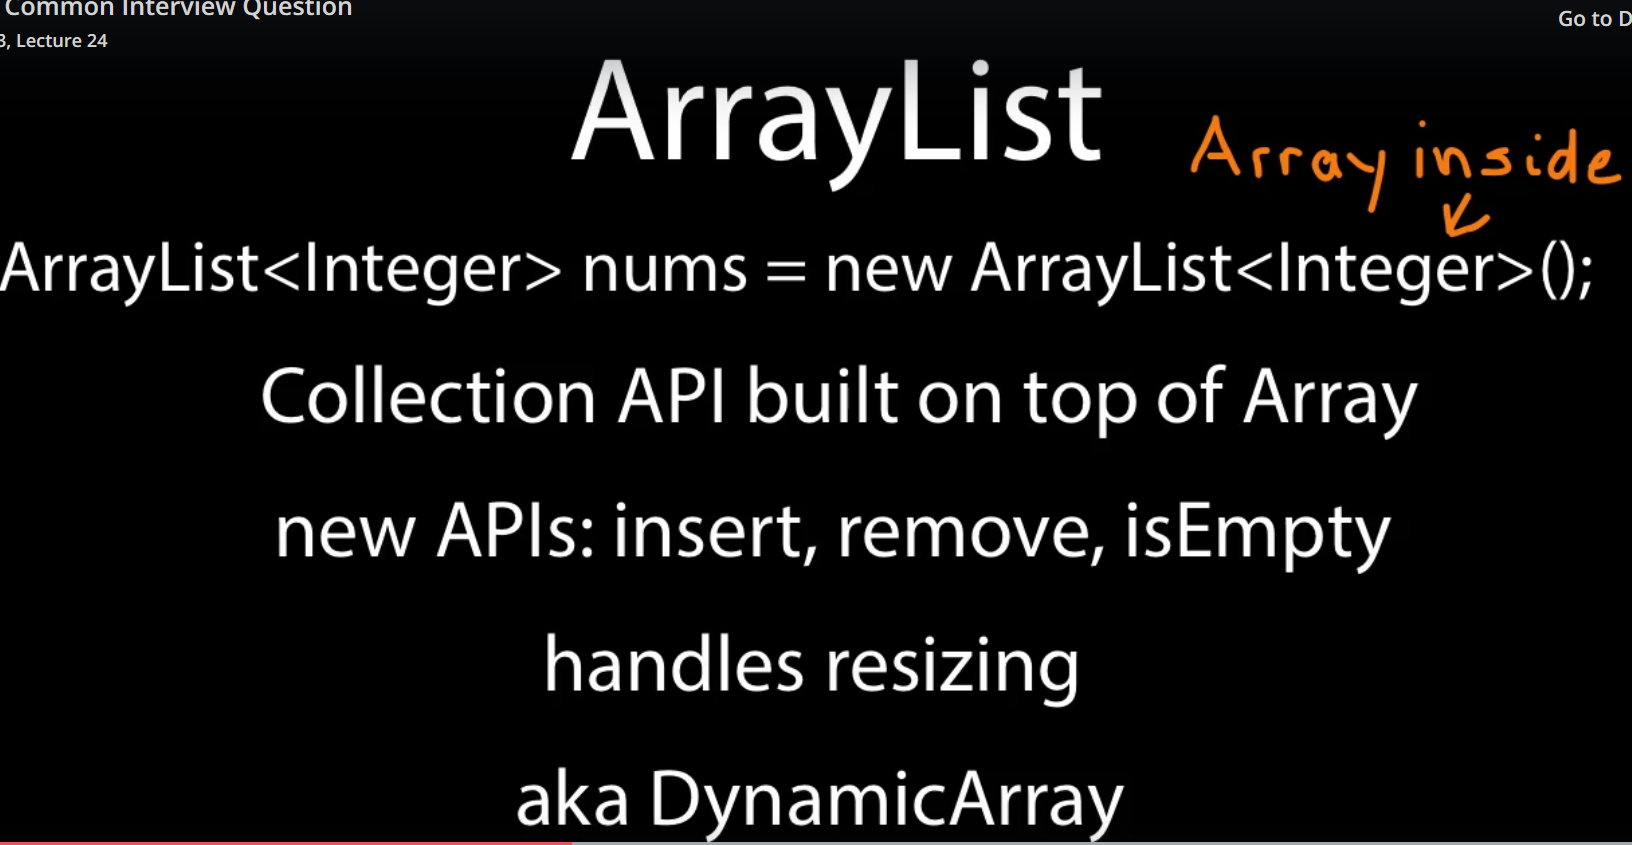 Common Interview Question
3, Lecture 24
Go to D
ArrayList
Array inside
ArrayList<Integer> nums = new ArrayList<Integer>();
Collection API built on top of Array
new APIs: insert, remove, isEmpty
handles resizing
aka DynamicArray